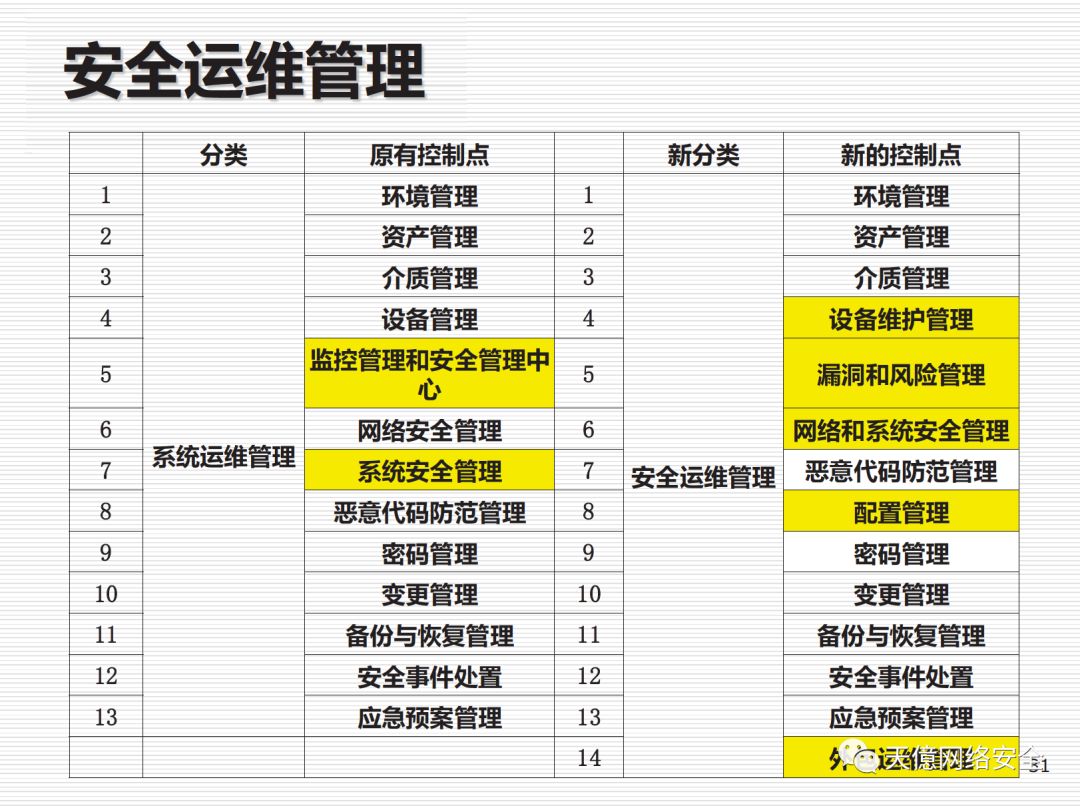 安全运维管理
分类 原有控制点 新分类 新的控制点
1 环境管理 1 环境管理
2 资产管理 2 资产管理
3 介质管理 3 介质管理
4 设备管理 4 设备维护管理
5 监控管理和安全管理中 5 漏洞和风险管理
心
6 网络安全管理 6 网络和系统安全管理
系统运维管理
7 系统安全管理 7 恶意代码防范管理
安全运维管理
8 恶意代码防范管理 8 配置管理
9 密码管理 9 密码管理
10 变更管理 10 变更管理
11 备份与恢复管理 11 备份与恢复管理
12 安全事件处置 12 安全事件处置
13 应急预案管理 13 应急预案管理
14
天億网络安全
31